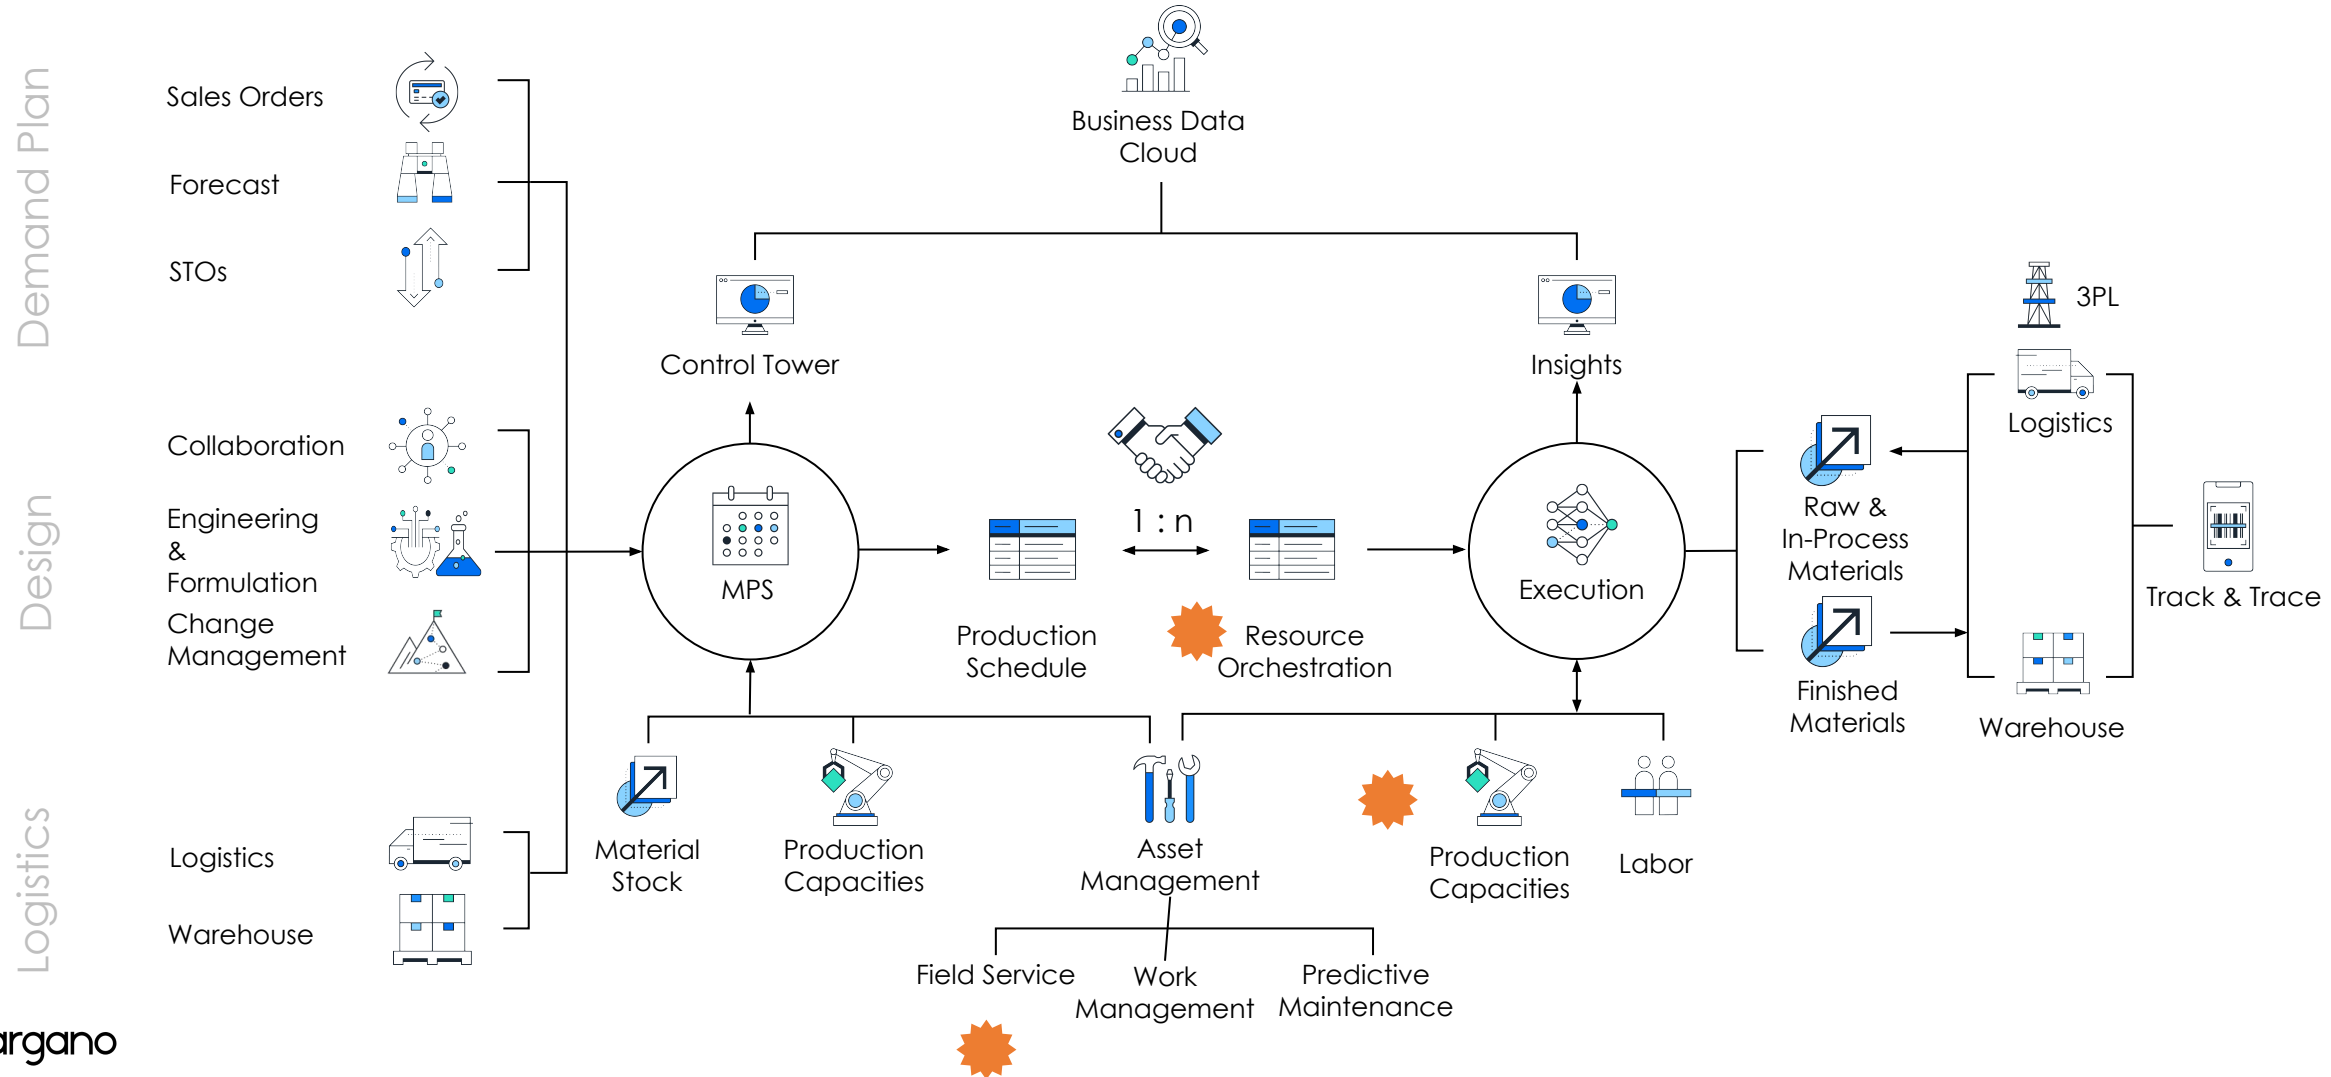 Demand Plan
Sales Orders
Forecast
STOs
Design
Collaboration
Engineering
&
Formulation
Change
Management
Logistics
Logistics
Warehouse
Business Data
Cloud
Control Tower
Insights
MPS
Production
Schedule
1 : n
Resource
Orchestration
Execution
Material
Stock
Production
Capacities
Asset
Management
Production
Capacities
Labor
Field Service
Work
Management
Predictive
Maintenance
Raw &
In-Process
Materials
Finished
Materials
3PL
Logistics
Warehouse
Track & Trace
argano